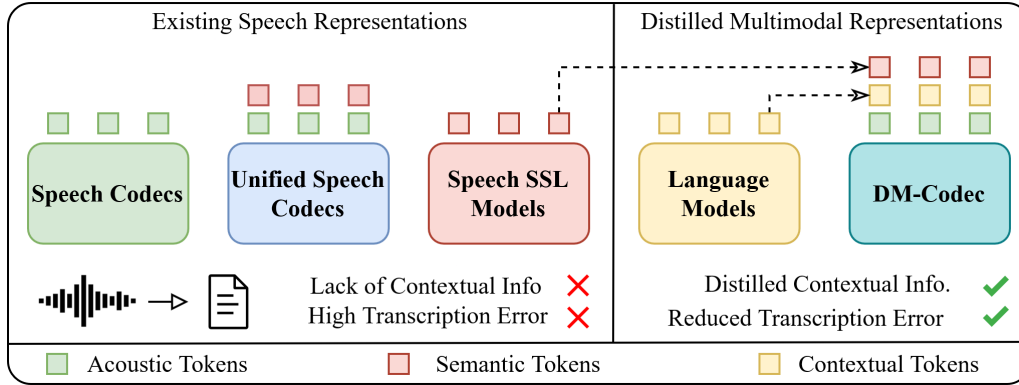 Existing Speech Representations
Distilled Multimodal Representations
Speech Codecs
Unified Speech
Codecs
Speech SSL
Models
Language
Models
DM-Codec
Lack of Contextual Info
High Transcription Error
Distilled Contextual Info.
Reduced Transcription Error
Acoustic Tokens
Semantic Tokens
Contextual Tokens